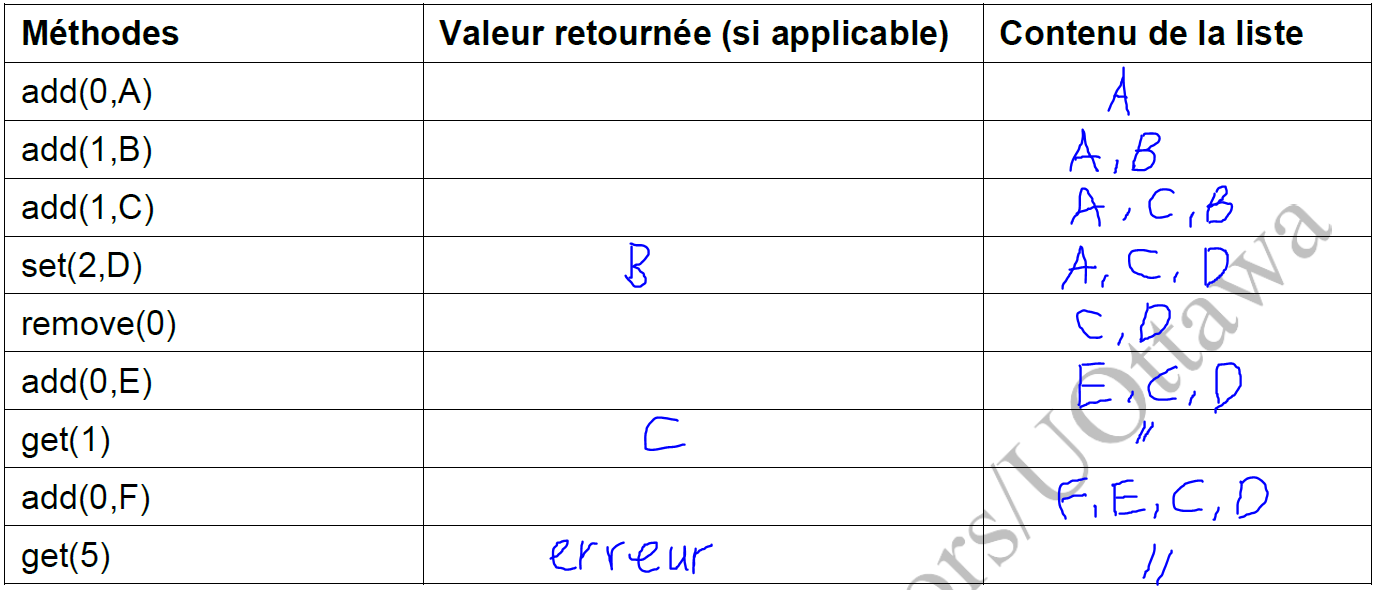 Méthodes Valeur retournée (si applicable) Contenu de la liste
add(0,A) A
add(1,B) A,B
add(1,C) A,C,B
set(2,D) B A,C,D
remove(0) C,D
add(0,E) E,C,D
get(1) C "
add(0,F) F,E,C,D
get(5) erreur "
ors/UOttawa